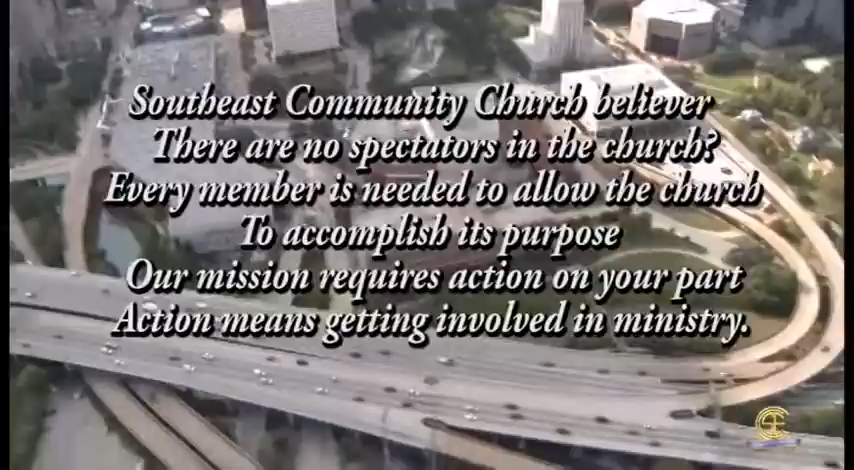 Southeast Community Church believer
There are no spectators in the church?
Every member is needed to allow the church
To accomplish its purpose
Our mission requires action on your part
Action means getting involved in ministry.